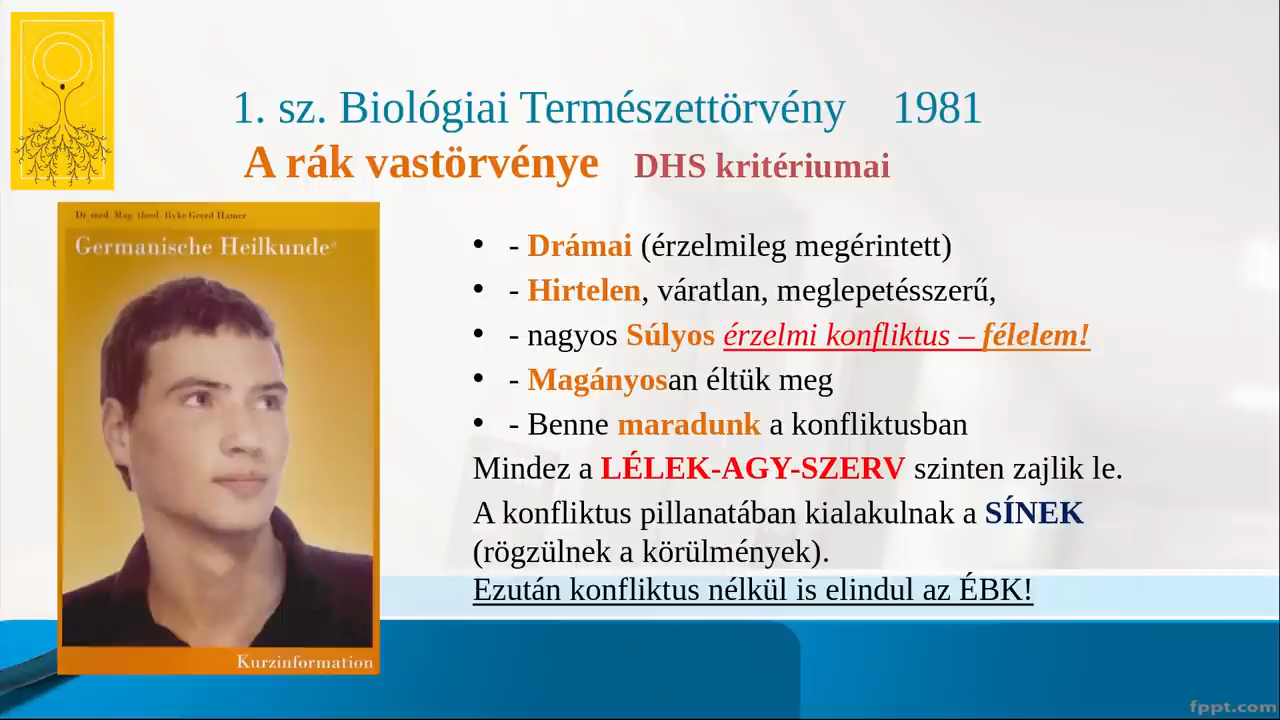 1. sz. Biológiai Természettörvény 1981
A rák vastörvénye DHS kritériumai
Dr. med. Mag. theol. Ryke Geerd Hamer
Germanische Heilkunde®
• - Drámai (érzelmileg megérintett)
• - Hirtelen, váratlan, meglepetésszerű,
• - nagyos Súlyos érzelmi konfliktus – félelem!
• - Magányosan éltük meg
• - Benne maradunk a konfliktusban
Mindez a LÉLEK-AGY-SZERV szinten zajlik le.
A konfliktus pillanatában kialakulnak a SÍNEK
(rögzülnek a körülmények).
Ezután konfliktus nélkül is elindul az ÉBK!
Kurzinformation
fppt.com